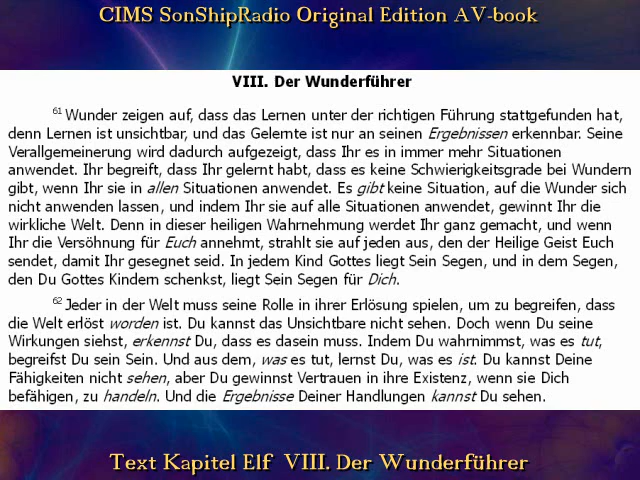 CIMS SonShipRadio Original Edition AV-book
VIII. Der Wunderführer
61 Wunder zeigen auf, dass das Lernen unter der richtigen Führung stattgefunden hat,
denn Lernen ist unsichtbar, und das Gelernte ist nur an seinen Ergebnissen erkennbar. Seine
Verallgemeinerung wird dadurch aufgezeigt, dass Ihr es in immer mehr Situationen
anwendet. Ihr begreift, dass Ihr gelernt habt, dass es keine Schwierigkeitsgrade bei Wundern
gibt, wenn Ihr sie in allen Situationen anwendet. Es gibt keine Situation, auf die Wunder sich
nicht anwenden lassen, und indem Ihr sie auf alle Situationen anwendet, gewinnt Ihr die
wirkliche Welt. Denn in dieser heiligen Wahrnehmung werdet Ihr ganz gemacht, und wenn
Ihr die Versöhnung für Euch annehmt, strahlt sie auf jeden aus, den der Heilige Geist Euch
sendet, damit Ihr gesegnet seid. In jedem Kind Gottes liegt Sein Segen, und in dem Segen,
den Du Gottes Kindern schenkst, liegt Sein Segen für Dich.
62 Jeder in der Welt muss seine Rolle in ihrer Erlösung spielen, um zu begreifen, dass
die Welt erlöst worden ist. Du kannst das Unsichtbare nicht sehen. Doch wenn Du seine
Wirkungen siehst, erkennst Du, dass es dasein muss. Indem Du wahrnimmst, was es tut,
begreifst Du sein Sein. Und aus dem, was es tut, lernst Du, was es ist. Du kannst Deine
Fähigkeiten nicht sehen, aber Du gewinnst Vertrauen in ihre Existenz, wenn sie Dich
befähigen, zu handeln. Und die Ergebnisse Deiner Handlungen kannst Du sehen.
Text Kapitel Elf VIII. Der Wunderführer